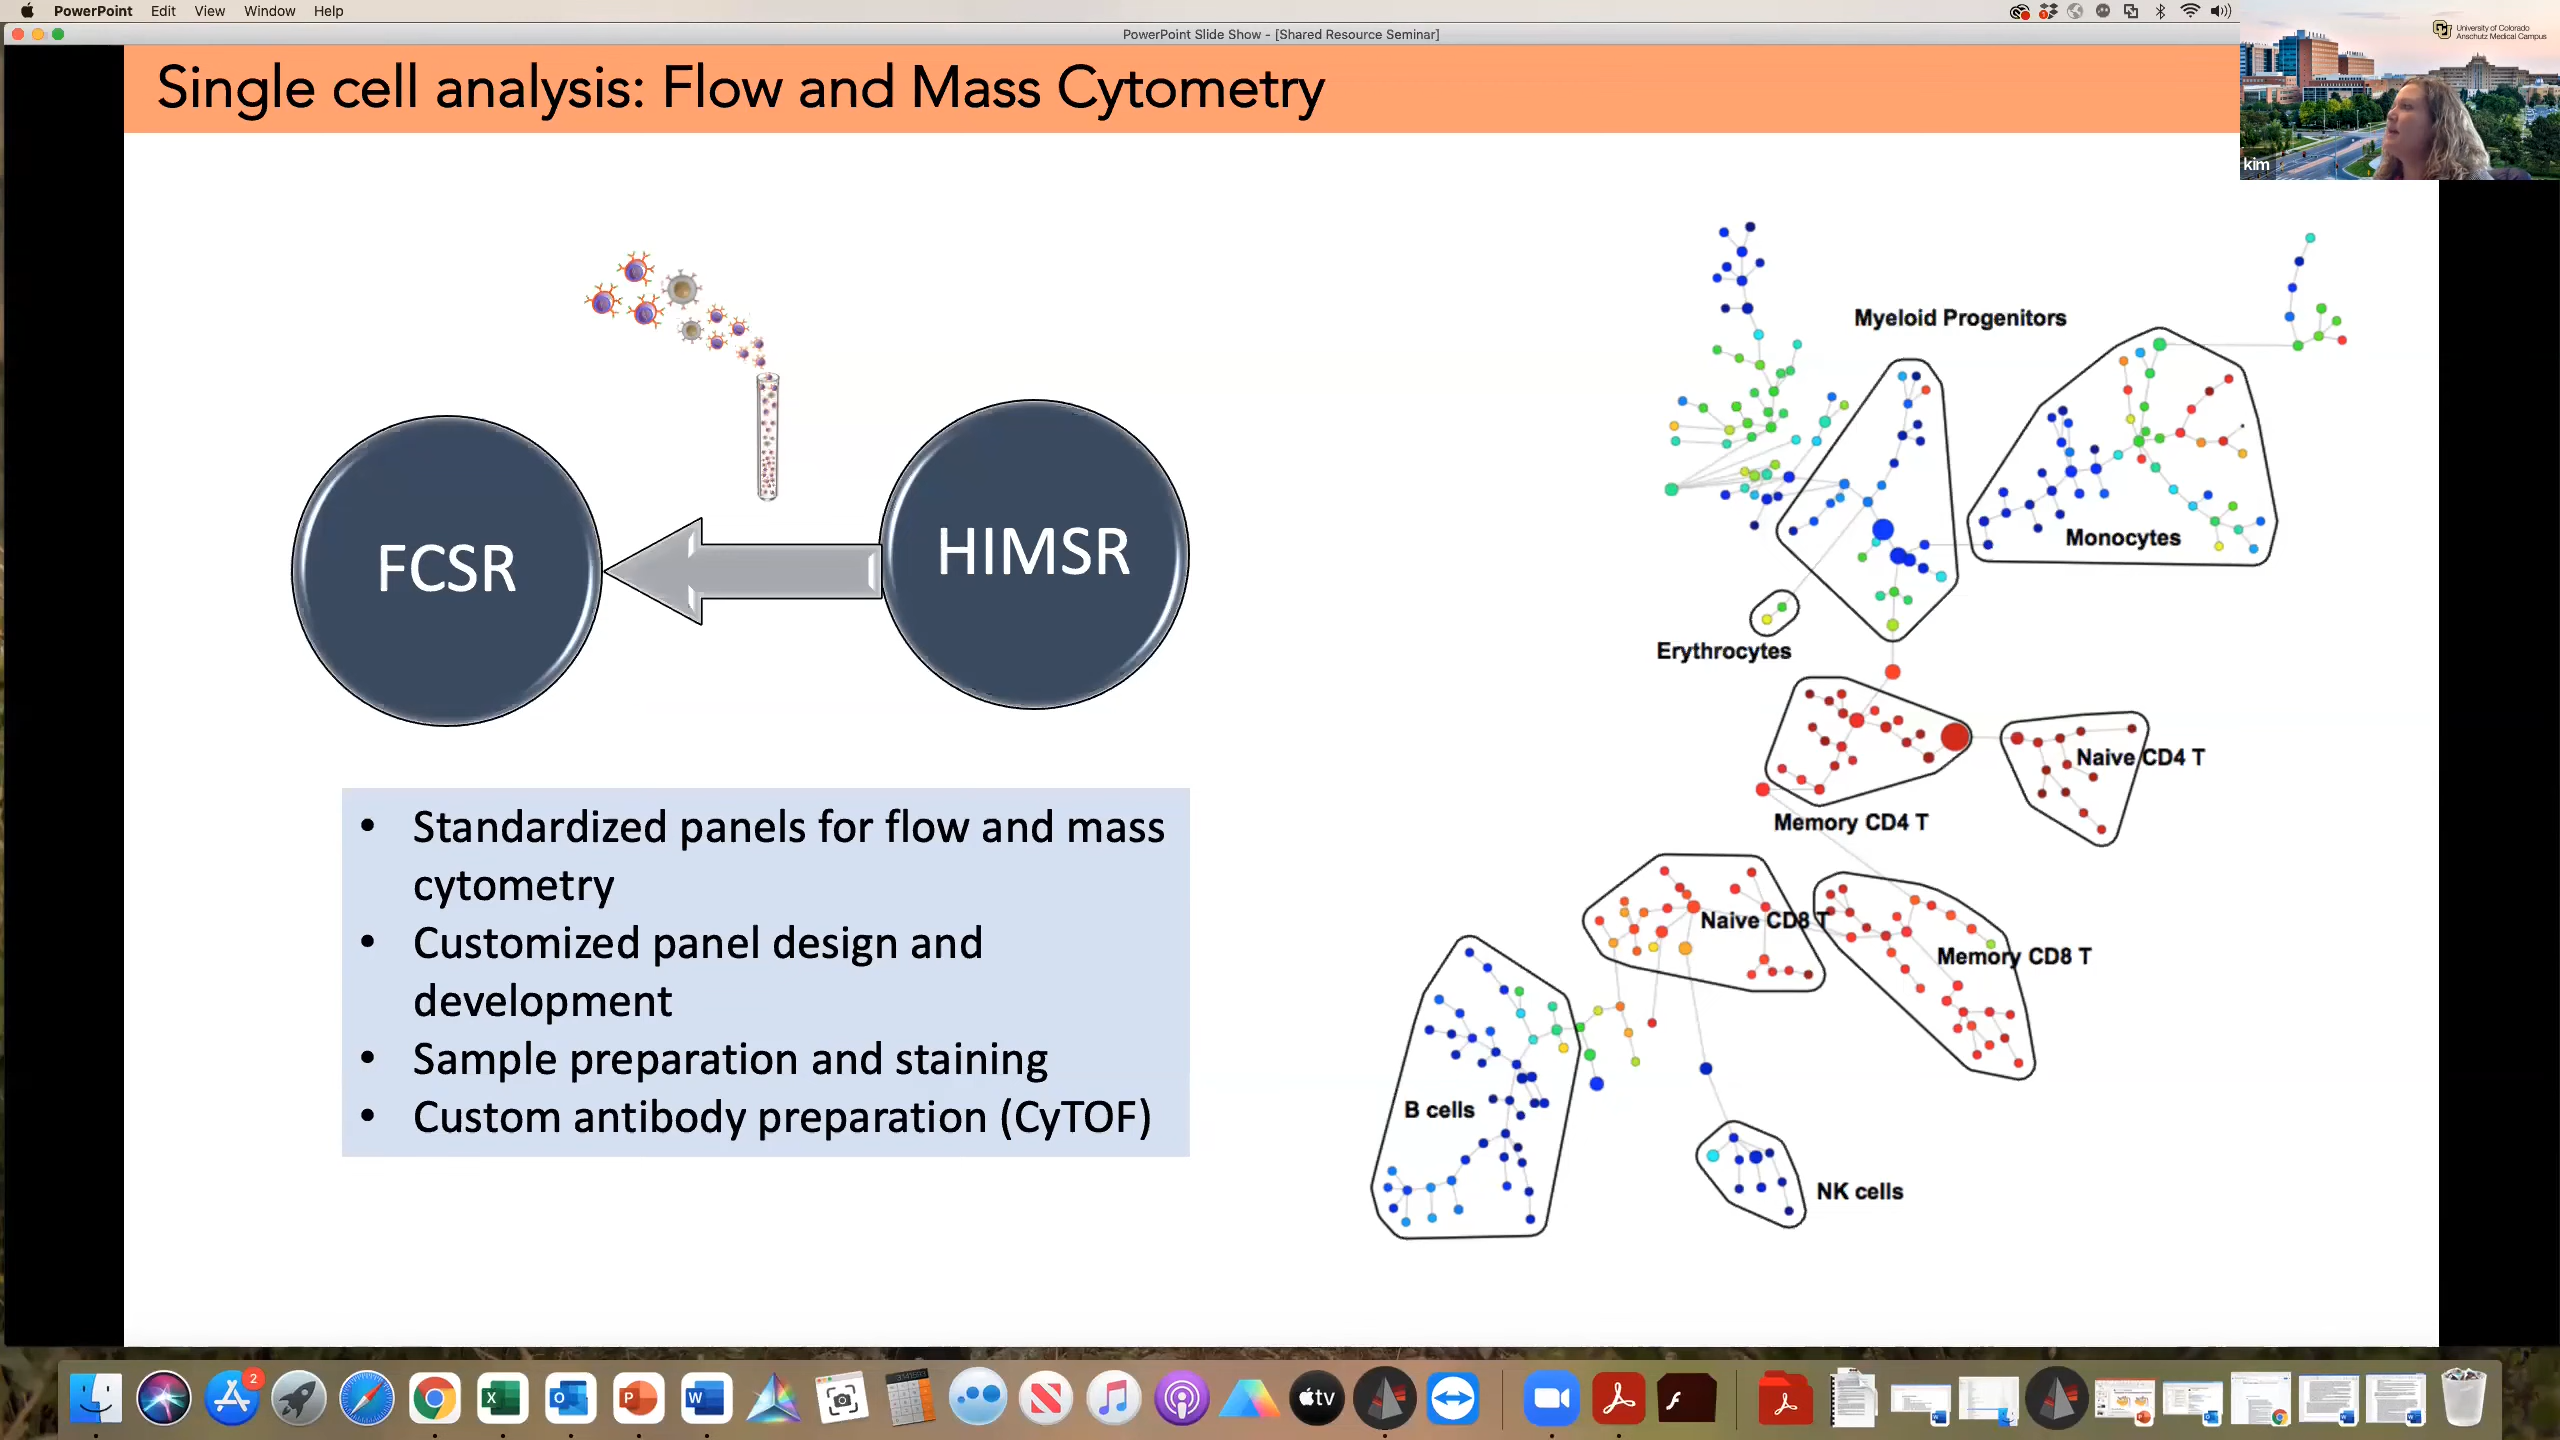 PowerPoint Edit View Window Help
PowerPoint Slide Show - [Shared Resource Seminar]
University of Colorado
Anschutz Medical Campus
kim
Single cell analysis: Flow and Mass Cytometry
FCSR
HIMSR
Standardized panels for flow and mass
cytometry
Customized panel design and
development
Sample preparation and staining
Custom antibody preparation (CyTOF)
Myeloid Progenitors
Monocytes
Erythrocytes
Naive CD4 T
Memory CD4 T
Naive CD8 T
Memory CD8 T
B cells
NK cells
2
tv